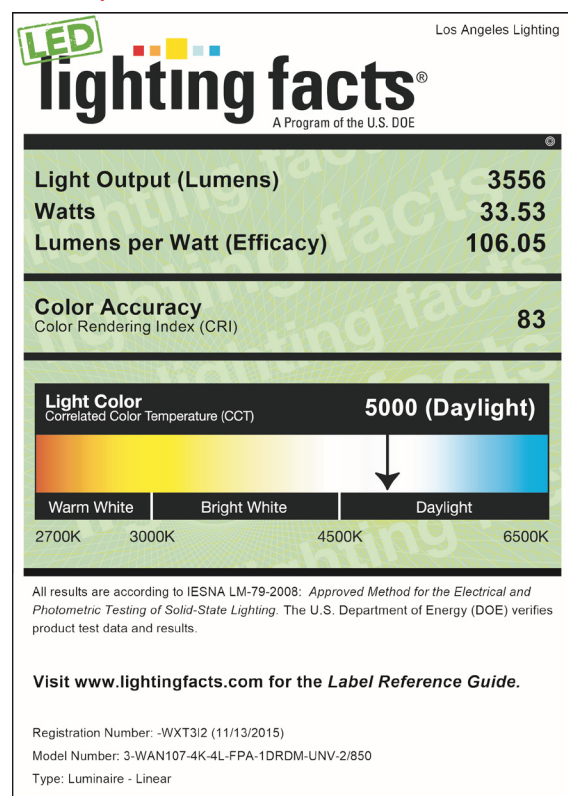 Los Angeles Lighting
LED
lighting facts®
A Program of the U.S. DOE
Light Output (Lumens) 3556
Watts 33.53
Lumens per Watt (Efficacy) 106.05
Color Accuracy
Color Rendering Index (CRI) 83
Light Color
Correlated Color Temperature (CCT) 5000 (Daylight)
Warm White Bright White Daylight
2700K 3000K 4500K 6500K
All results are according to IESNA LM-79-2008: Approved Method for the Electrical and
Photometric Testing of Solid-State Lighting. The U.S. Department of Energy (DOE) verifies
product test data and results.
Visit www.lightingfacts.com for the Label Reference Guide.
Registration Number: -WXT3I2 (11/13/2015)
Model Number: 3-WAN107-4K-4L-FPA-1DRDM-UNV-2/850
Type: Luminaire - Linear